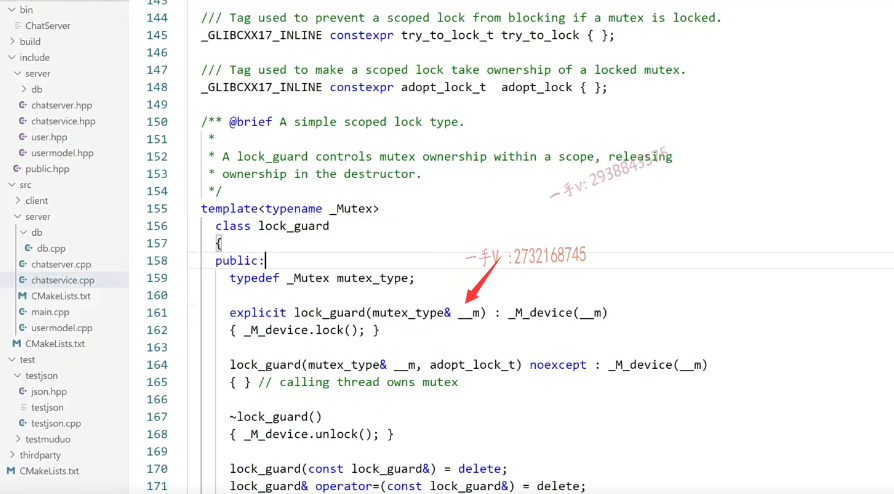 bin
ChatServer
build
include
server
db
chatserver.hpp
chatservice.hpp
user.hpp
usermodel.hpp
public.hpp
src
client
server
db
db.cpp
chatserver.cpp
chatservice.cpp
CMakeLists.txt
main.cpp
usermodel.cpp
CMakeLists.txt
test
testjson
json.hpp
testjson
testjson.cpp
testmuduo
thirdparty
CMakeLists.txt
143
144 /// Tag used to prevent a scoped lock from blocking if a mutex is locked.
145 _GLIBCXX17_INLINE constexpr try_to_lock_t try_to_lock { };
146
147 /// Tag used to make a scoped lock take ownership of a locked mutex.
148 _GLIBCXX17_INLINE constexpr adopt_lock_t  adopt_lock { };
149
150 /** @brief A simple scoped lock type.
151 *
152 * A lock_guard controls mutex ownership within a scope, releasing
153 * ownership in the destructor.
154 */
155 template<typename _Mutex>
156 class lock_guard
157 {
158 public:
159 typedef _Mutex mutex_type;
160
161 explicit lock_guard(mutex_type& __m) : _M_device(__m)
162 { _M_device.lock(); }
163
164 lock_guard(mutex_type& __m, adopt_lock_t) noexcept : _M_device(__m)
165 { } // calling thread owns mutex
166
167 ~lock_guard()
168 { _M_device.unlock(); }
169
170 lock_guard(const lock_guard&) = delete;
171 lock_guard& operator=(const lock_guard&) = delete;
一手v: 2938843
一手V :2732168745